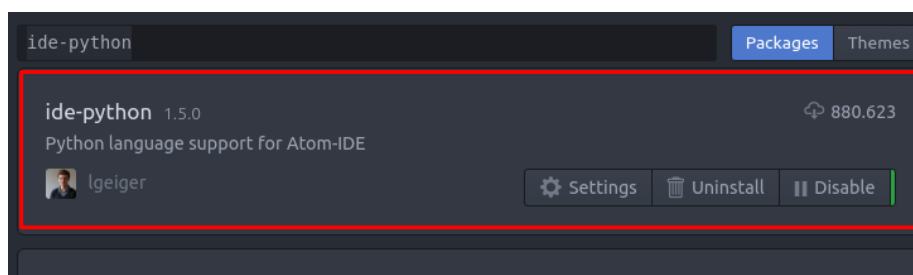 ide-python
Packages Themes
ide-python 1.5.0
880.623
Python language support for Atom-IDE
lgeiger
Settings Uninstall Disable